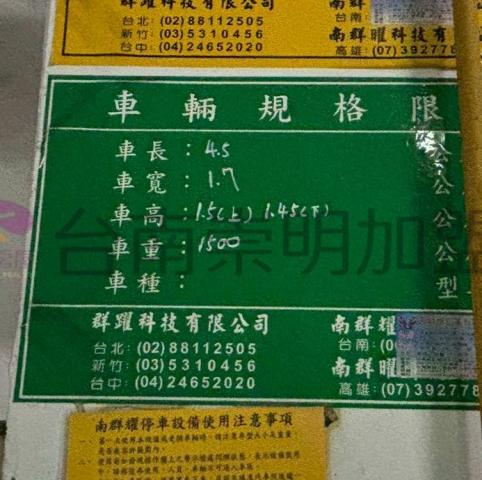 群躍科技有限公司 南群
台北:(02)88112505 台南:
新竹:(03)5310456 南群曜科技有
台中:(04)24652020 高雄:(07)392778
車輛規格限
車長:4.5 公
車寬:1.7 公
車高:1.5(上) 1.45(下) 公
車重:1500 公
車種: 型
台南崇明加盟
群躍科技有限公司 南群耀
台北:(02)88112505 台南:(0
新竹:(03)5310456 南群曜
台中:(04)24652020 高雄:(07)392778
南群耀停車設備使用注意事項